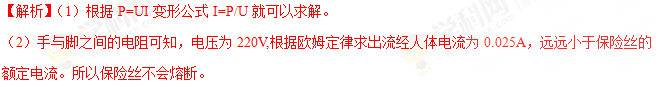 【解析】（1）根据 P=UI 变形公式 I=P/U 就可以求解。
（2）手与脚之间的电阻可知，电压为 220V,根据欧姆定律求出流经人体电流为 0.025A，远远小于保险丝的
额定电流。所以保险丝不会熔断。